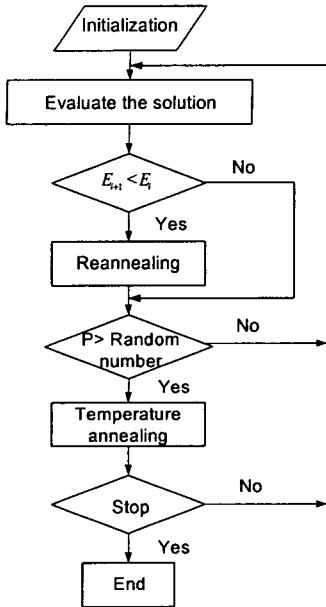 Initialization
Evaluate the solution
E_{i+1} < E_i
No
Yes
Reannealing
P> Random
number
No
Yes
Temperature
annealing
Stop
No
Yes
End